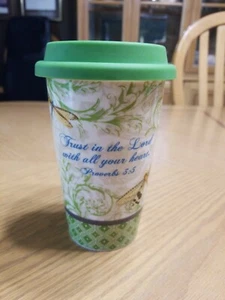 Trust in the Lord
with all your heart
Proverbs 3:5